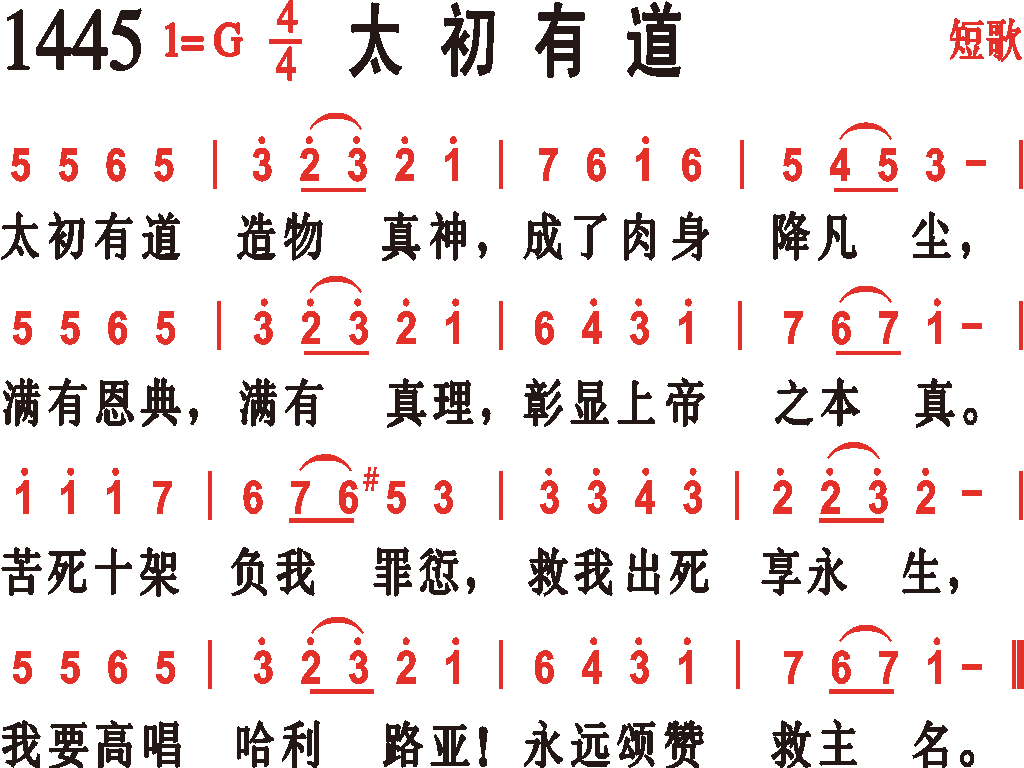 1445 1=G 4/4 太初有道 短歌
5 5 6 5 | 3̇ 2̇ 3̇ 2̇ 1̇ | 7 6 1̇ 6 | 5 4 5 3 − |
太初有道 造物 真神，成了肉身 降凡 尘，
5 5 6 5 | 3̇ 2̇ 3̇ 2̇ 1̇ | 6 4̇ 3̇ 1̇ | 7 6 7 1̇ − |
满有恩典，满有 真理，彰显上帝 之本 真。
1̇ 1̇ 1̇ 7 | 6 7 6 #5 3 | 3̇ 3̇ 4̇ 3̇ | 2̇ 2̇ 3̇ 2̇ − |
苦死十架 负我 罪愆，救我出死 享永 生，
5 5 6 5 | 3̇ 2̇ 3̇ 2̇ 1̇ | 6 4̇ 3̇ 1̇ | 7 6 7 1̇ − ‖
我要高唱 哈利 路亚！永远颂赞 救主 名。